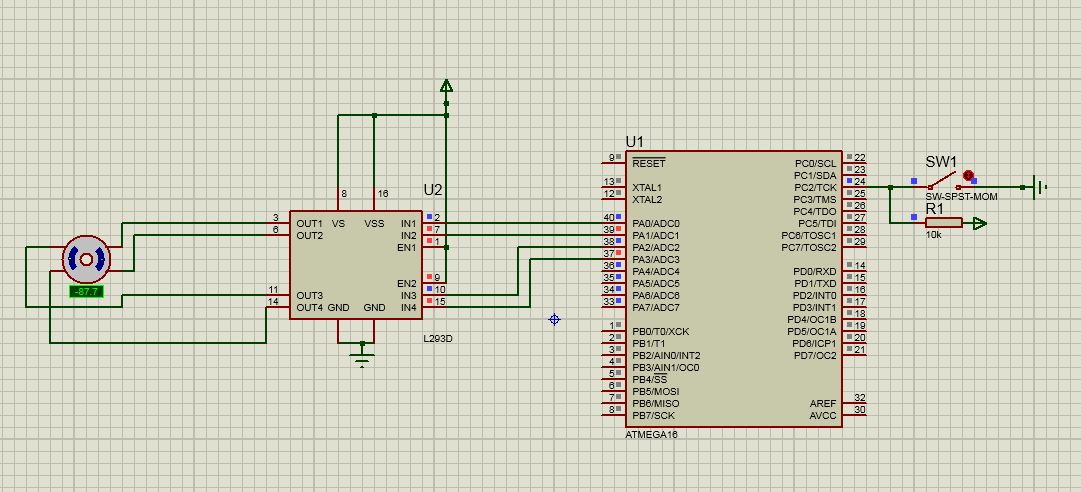 U2
8
16
3
OUT1
VS
VSS
IN1
2
6
OUT2
IN2
7
EN1
1
EN2
9
11
OUT3
IN3
10
14
OUT4
GND
GND
IN4
15
L293D
-87.7
U1
9
RESET
13
XTAL1
12
XTAL2
40
PA0/ADC0
39
PA1/ADC1
38
PA2/ADC2
37
PA3/ADC3
36
PA4/ADC4
35
PA5/ADC5
34
PA6/ADC6
33
PA7/ADC7
1
PB0/T0/XCK
2
PB1/T1
3
PB2/AIN0/INT2
4
PB3/AIN1/OC0
5
PB4/SS
6
PB5/MOSI
7
PB6/MISO
8
PB7/SCK
PC0/SCL
22
PC1/SDA
23
PC2/TCK
24
PC3/TMS
25
PC4/TDO
26
PC5/TDI
27
PC6/TOSC1
28
PC7/TOSC2
29
PD0/RXD
14
PD1/TXD
15
PD2/INT0
16
PD3/INT1
17
PD4/OC1B
18
PD5/OC1A
19
PD6/ICP1
20
PD7/OC2
21
AREF
32
AVCC
30
ATMEGA16
SW1
SW-SPST-MOM
R1
10k